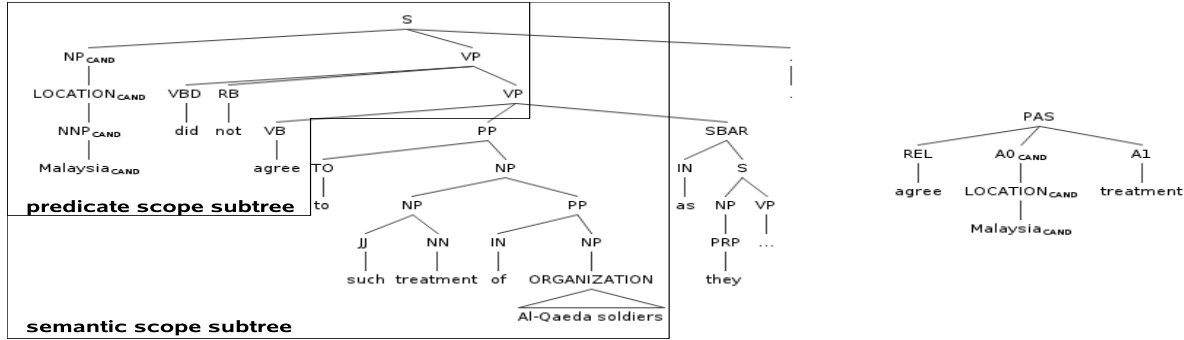 S
NP CAND VP .
LOCATION CAND VBD RB VP .
PAS
NNP CAND did not VB PP SBAR
REL A0 CAND A1
Malaysia CAND agree TO NP IN S
agree LOCATION CAND treatment
predicate scope subtree to NP PP as NP VP
Malaysia CAND
JJ NN IN NP PRP ...
such treatment of ORGANIZATION they
Al-Qaeda soldiers
semantic scope subtree